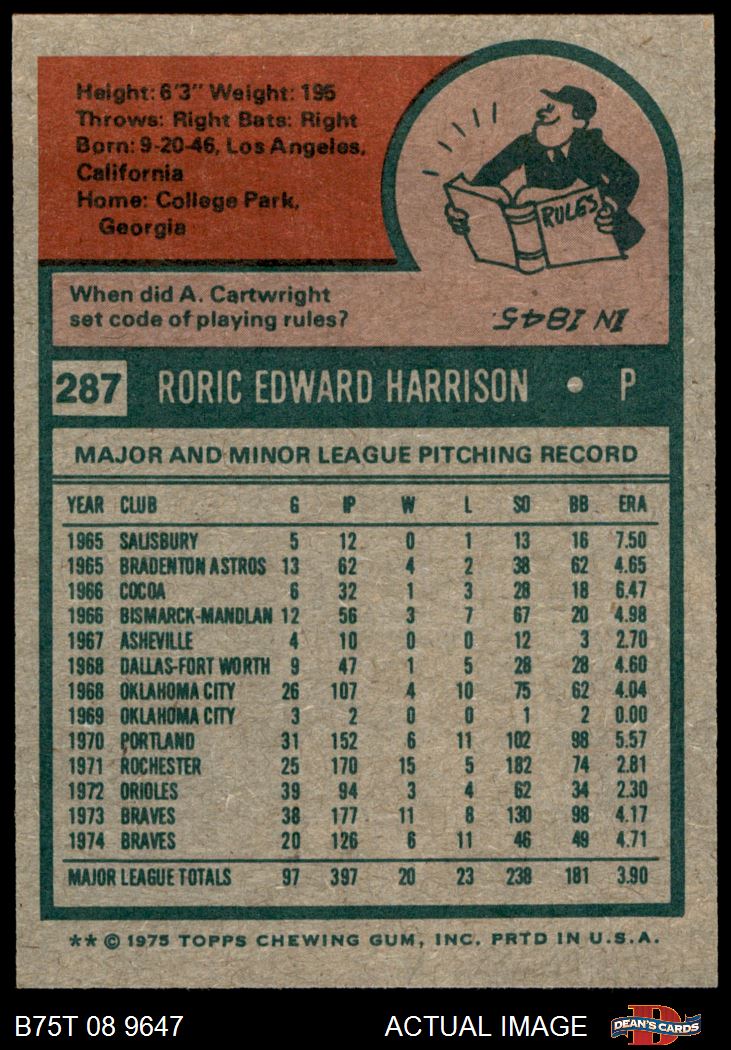 Height: 6'3" Weight: 195
Throws: Right Bats: Right
Born: 9-20-46, Los Angeles,
California
Home: College Park,
Georgia
RULES
When did A. Cartwright
set code of playing rules?
IN 1845.
287 RORIC EDWARD HARRISON • P
MAJOR AND MINOR LEAGUE PITCHING RECORD
YEAR CLUB G IP W L SO BB ERA
1965 SALISBURY 5 12 0 1 13 16 7.50
1965 BRADENTON ASTROS 13 62 4 2 38 62 4.65
1966 COCOA 6 32 1 3 28 18 6.47
1966 BISMARCK-MANDLAN 12 56 3 7 67 20 4.98
1967 ASHEVILLE 4 10 0 0 12 3 2.70
1968 DALLAS-FORT WORTH 9 47 1 5 28 28 4.60
1968 OKLAHOMA CITY 26 107 4 10 75 62 4.04
1969 OKLAHOMA CITY 3 2 0 0 1 2 0.00
1970 PORTLAND 31 152 6 11 102 98 5.57
1971 ROCHESTER 25 170 15 5 182 74 2.81
1972 ORIOLES 39 94 3 4 62 34 2.30
1973 BRAVES 38 177 11 8 130 98 4.17
1974 BRAVES 20 126 6 11 46 49 4.71
MAJOR LEAGUE TOTALS 97 397 20 23 238 181 3.90
** © 1975 TOPPS CHEWING GUM, INC. PRTD IN U.S.A.
B75T 08 9647 ACTUAL IMAGE D DEAN'S CARDS